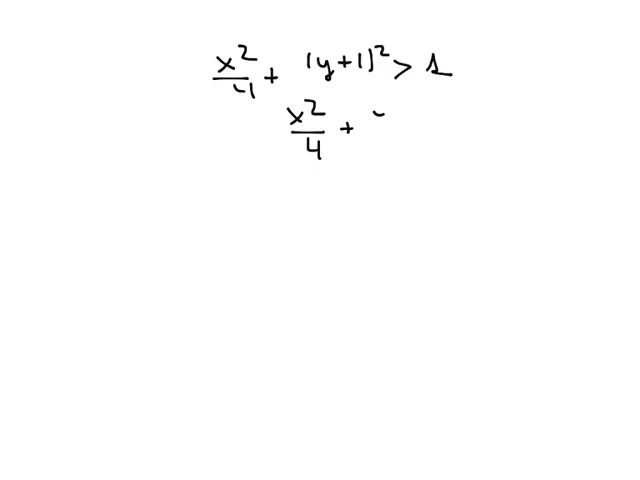 x²/4 + (y+1)² > 1
x²/4 +